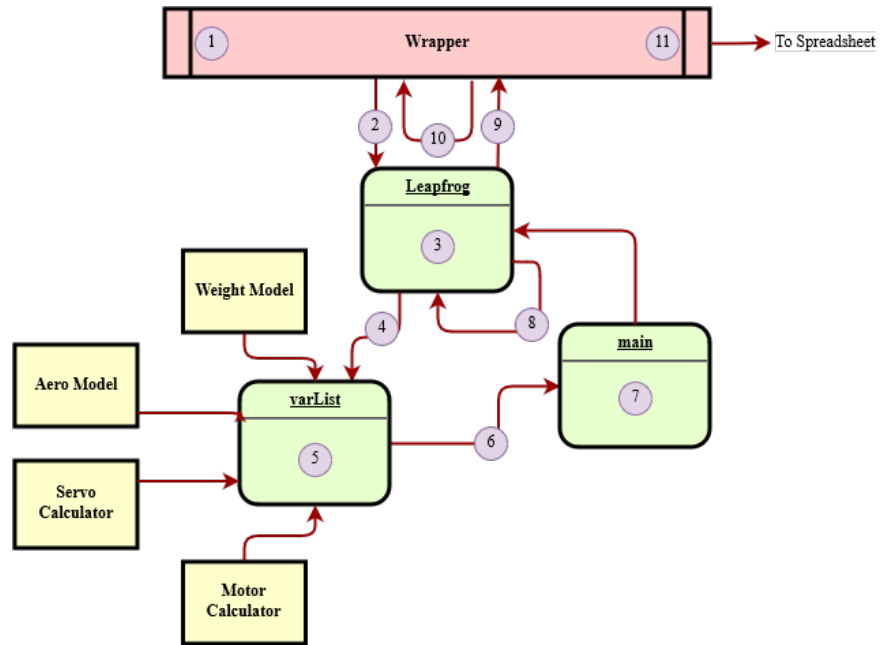 1
Wrapper
11
To Spreadsheet
2
10
9
Leapfrog
3
Weight Model
4
8
main
Aero Model
varList
7
6
5
Servo
Calculator
Motor
Calculator